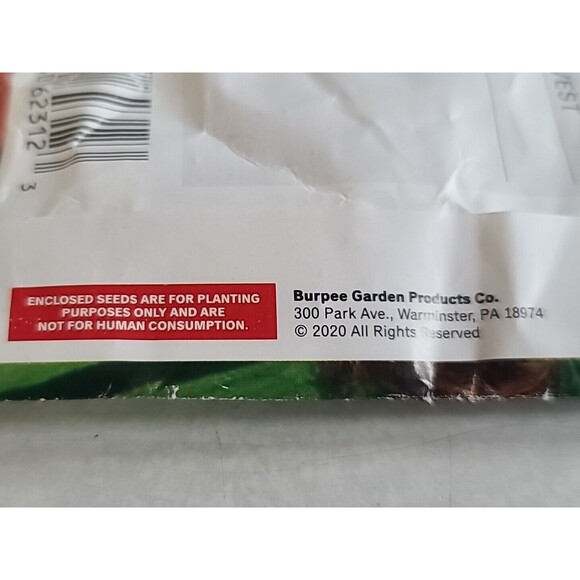 62312 3
VEST
ENCLOSED SEEDS ARE FOR PLANTING
PURPOSES ONLY AND ARE
NOT FOR HUMAN CONSUMPTION.
Burpee Garden Products Co.
300 Park Ave., Warminster, PA 18974
© 2020 All Rights Reserved